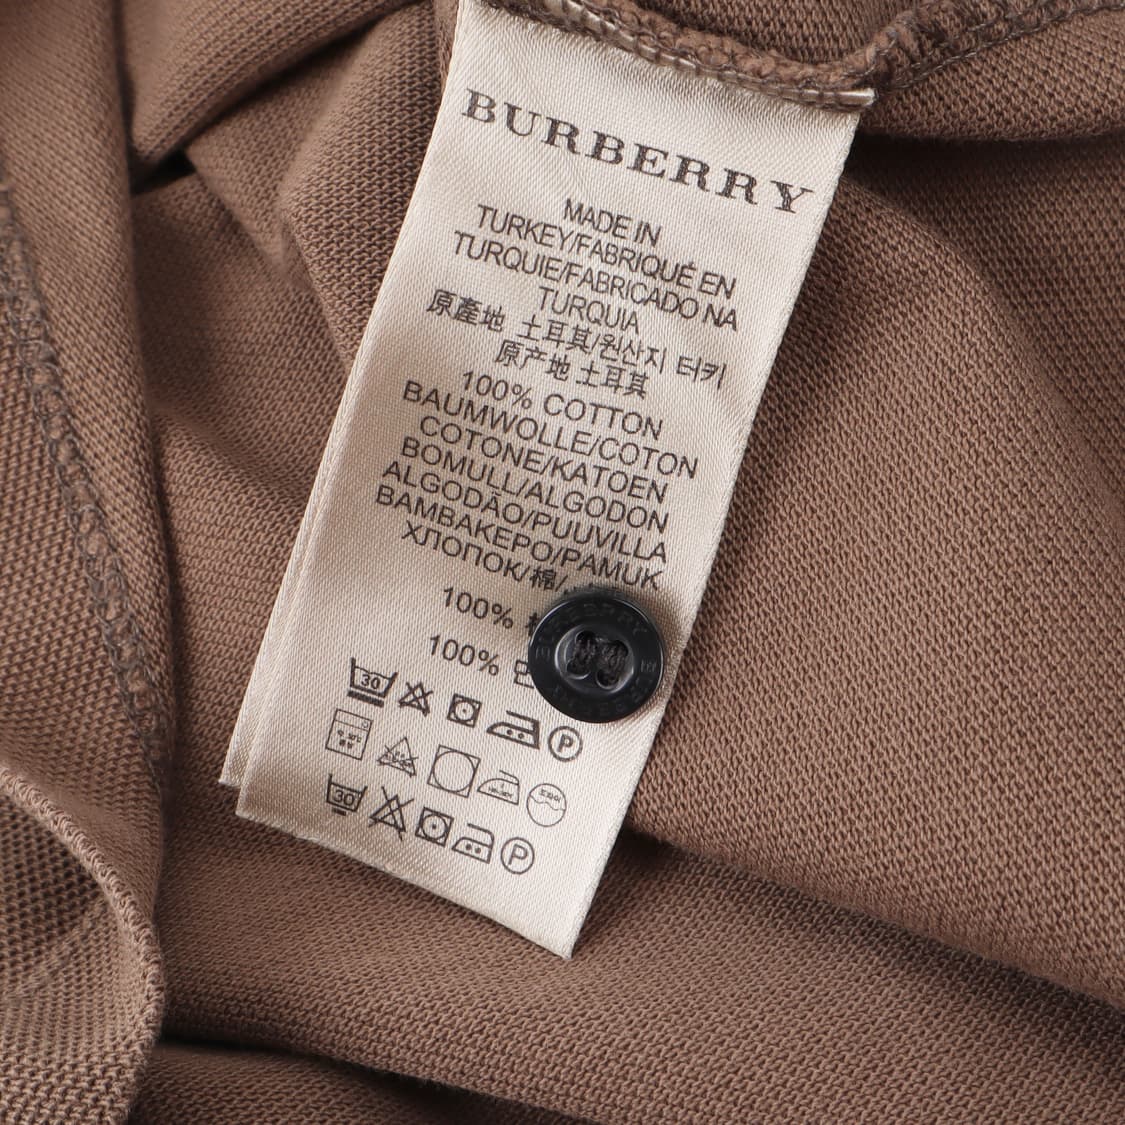 BURBERRY
MADE IN
TURKEY/FABRIQUÉ EN
TURQUIE/FABRICADO NA
TURQUIA
原產地 土耳其/원산지 터키
原产地 土耳其
100% COTTON
BAUMWOLLE/COTON
COTONE/KATOEN
BOMULL/ALGODON
ALGODÃO/PUUVILLA
ΒΑΜΒΑΚΕΡΟ/PAMUK
ХЛОПОК/棉/
100%
100%
30
P
30
P